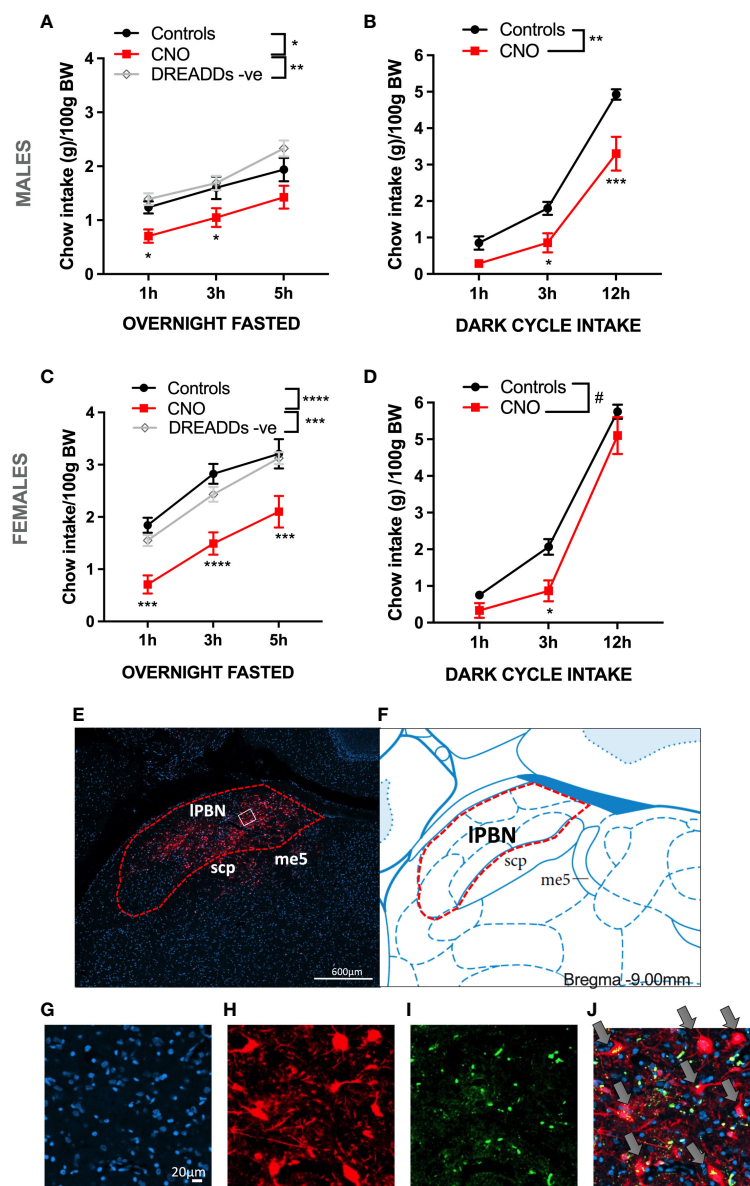 A
Controls
CNO
DREADDs -ve
*
**
Chow intake (g)/100g BW
4
3
2
1
0
*
*
1h
3h
5h
OVERNIGHT FASTED
B
Controls
CNO
**
Chow intake (g)/100g BW
6
5
4
3
2
1
0
*
***
1h
3h
12h
DARK CYCLE INTAKE
MALES
C
Controls
CNO
DREADDs -ve
****
***
Chow intake/100g BW
4
3
2
1
0
***
****
***
1h
3h
5h
OVERNIGHT FASTED
D
Controls
CNO
#
Chow intake (g) /100g BW
6
5
4
3
2
1
0
*
1h
3h
12h
DARK CYCLE INTAKE
FEMALES
E
lPBN
scp
me5
600µm
F
lPBN
scp
me5
Bregma -9.00mm
G
20µm
H
I
J